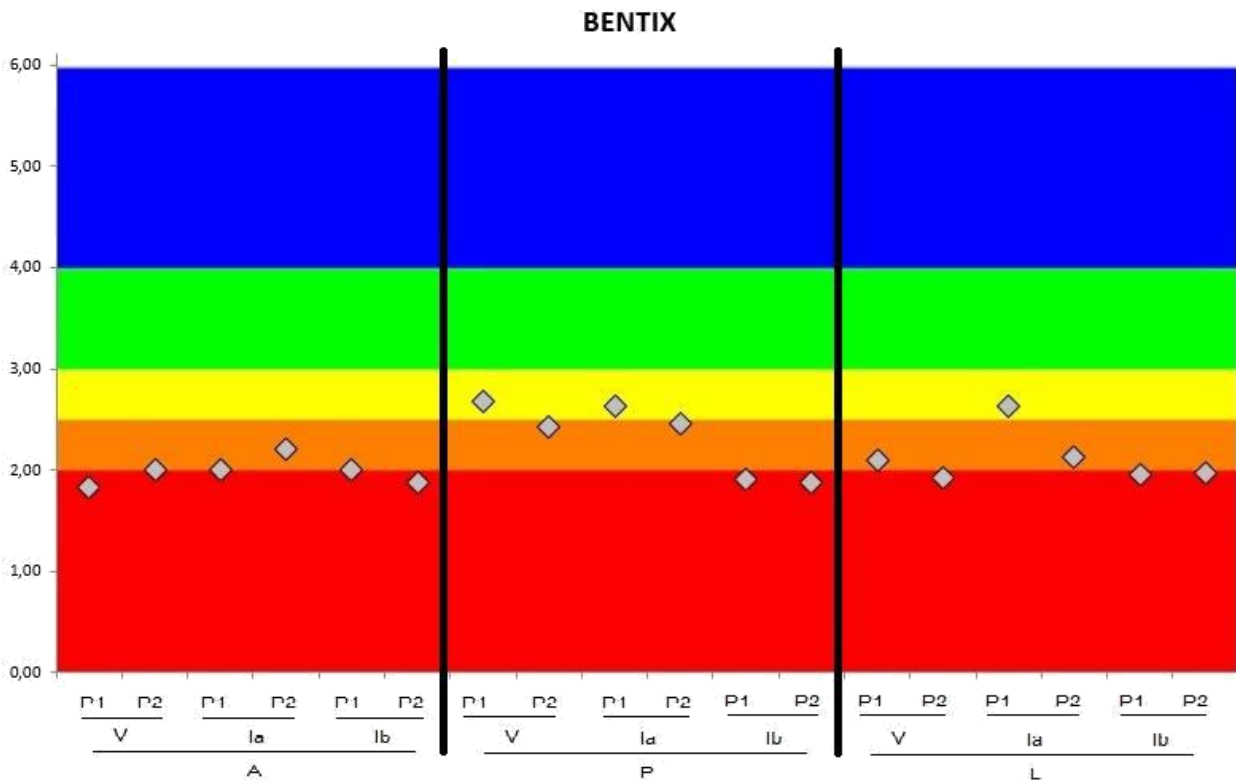 BENTIX
6,00
5,00
4,00
3,00
2,00
1,00
0,00
P1 P2 P1 P2 P1 P2 P1 P2 P1 P2 P1 P2 P1 P2 P1 P2 P1 P2
V Ia Ib V Ia Ib V Ia Ib
A P L